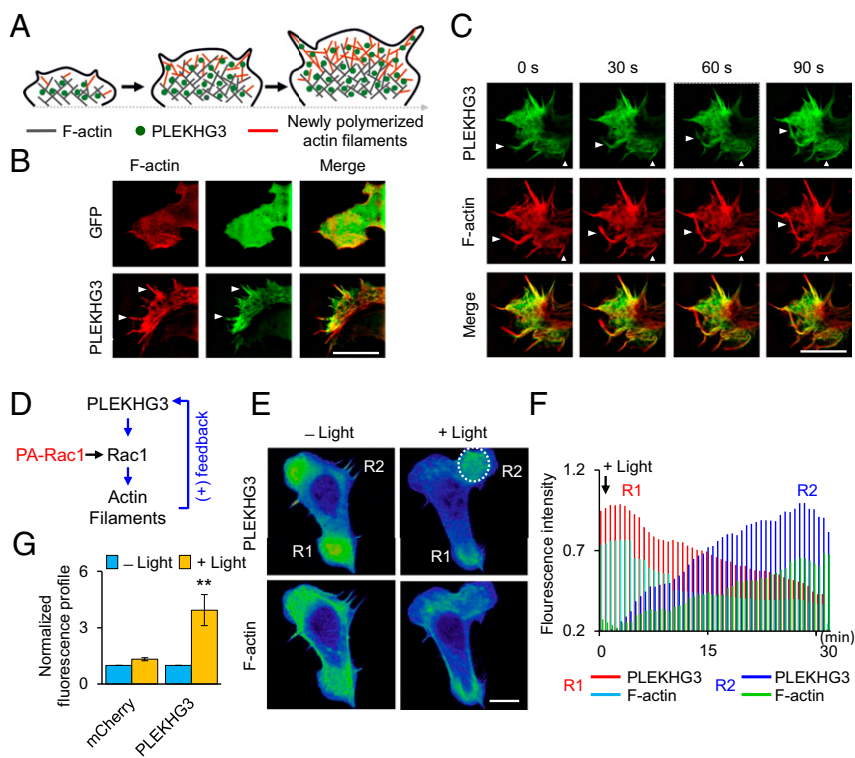 A
F-actin
PLEKHG3
Newly polymerized
actin filaments
B
F-actin
Merge
GFP
PLEKHG3
C
0 s
30 s
60 s
90 s
PLEKHG3
F-actin
Merge
D
PLEKHG3
PA-Rac1
Rac1
Actin
Filaments
(+) feedback
E
– Light
+ Light
PLEKHG3
R2
R2
R1
R1
F-actin
F
+ Light
R1
R2
Flourescence intensity
1.2
0.7
0.2
0
15
30
(min)
R1
PLEKHG3
F-actin
R2
PLEKHG3
F-actin
G
– Light
+ Light
**
Normalized
fluorescence profile
6
3
0
mCherry
PLEKHG3